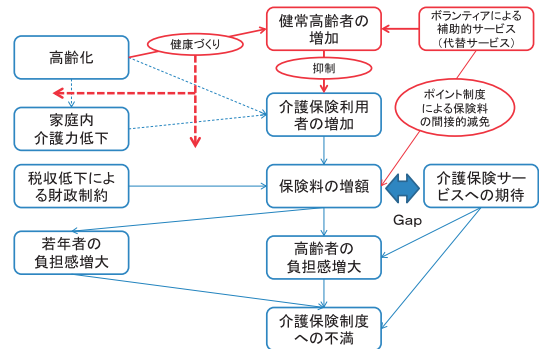 健常高齢者の
増加
ボランティアによる
補助的サービス
（代替サービス）
健康づくり
高齢化
抑制
ポイント制度
による保険料
の間接的減免
家庭内
介護力低下
介護保険利用
者の増加
税収低下によ
る財政制約
保険料の増額
介護保険サー
ビスへの期待
Gap
若年者の
負担感増大
高齢者の
負担感増大
介護保険制度
への不満